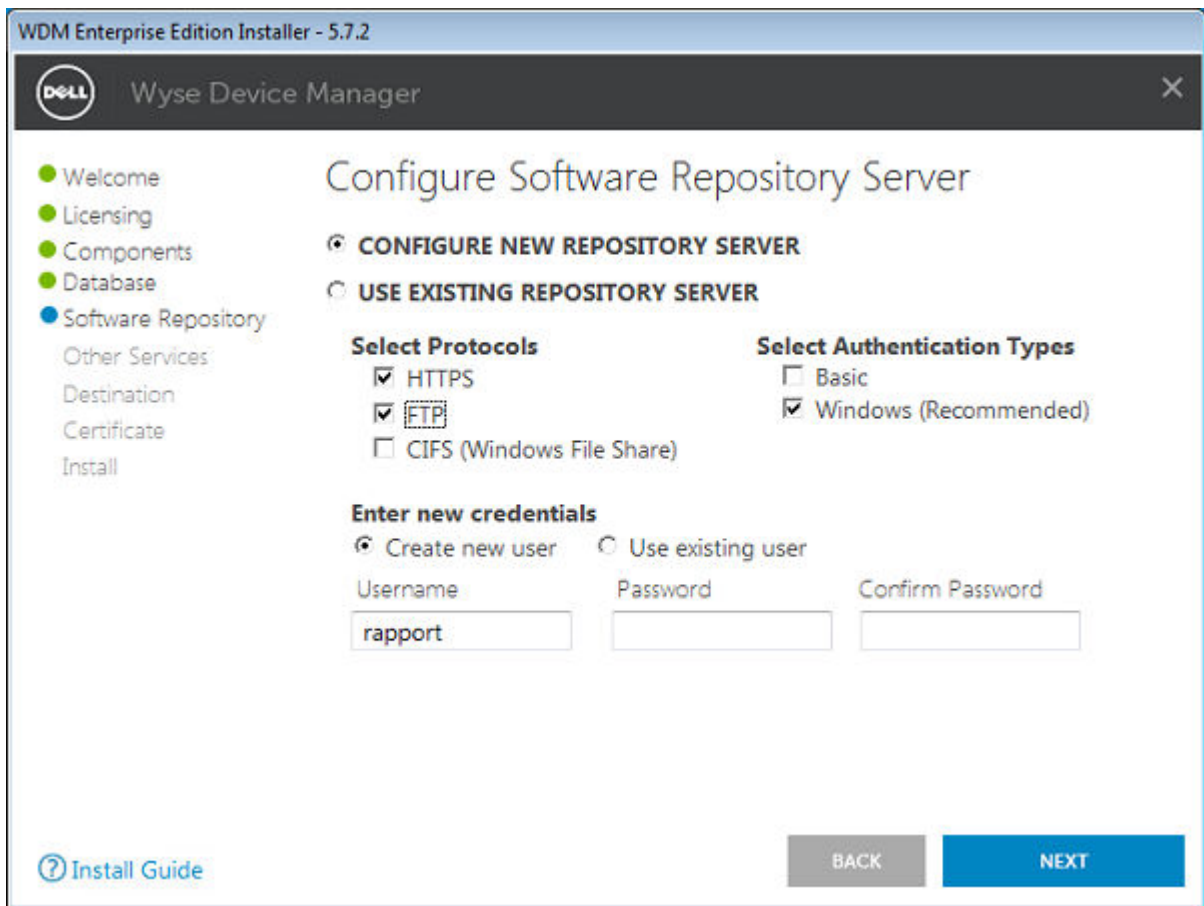 WDM Enterprise Edition Installer - 5.7.2
DELL
Wyse Device Manager
Welcome
Licensing
Components
Database
Software Repository
Other Services
Destination
Certificate
Install
Configure Software Repository Server
CONFIGURE NEW REPOSITORY SERVER
USE EXISTING REPOSITORY SERVER
Select Protocols
HTTPS
FTP
CIFS (Windows File Share)
Select Authentication Types
Basic
Windows (Recommended)
Enter new credentials
Create new user Use existing user
Username Password Confirm Password
rapport
? Install Guide
BACK NEXT